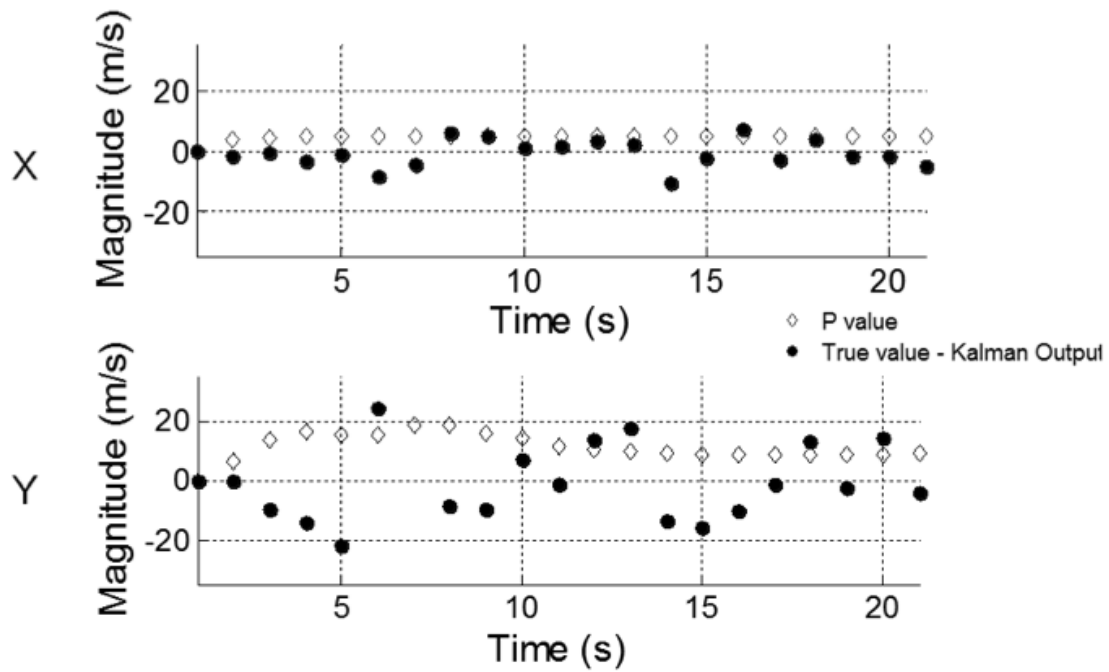 X
Magnitude (m/s)
20
0
-20
5 10 15 20
Time (s)
P value
True value - Kalman Output
Y
Magnitude (m/s)
20
0
-20
5 10 15 20
Time (s)